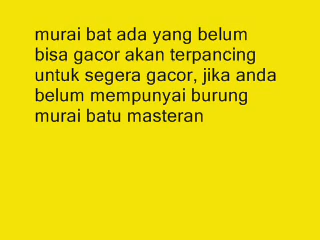 murai bat ada yang belum
bisa gacor akan terpancing
untuk segera gacor, jika anda
belum mempunyai burung
murai batu masteran